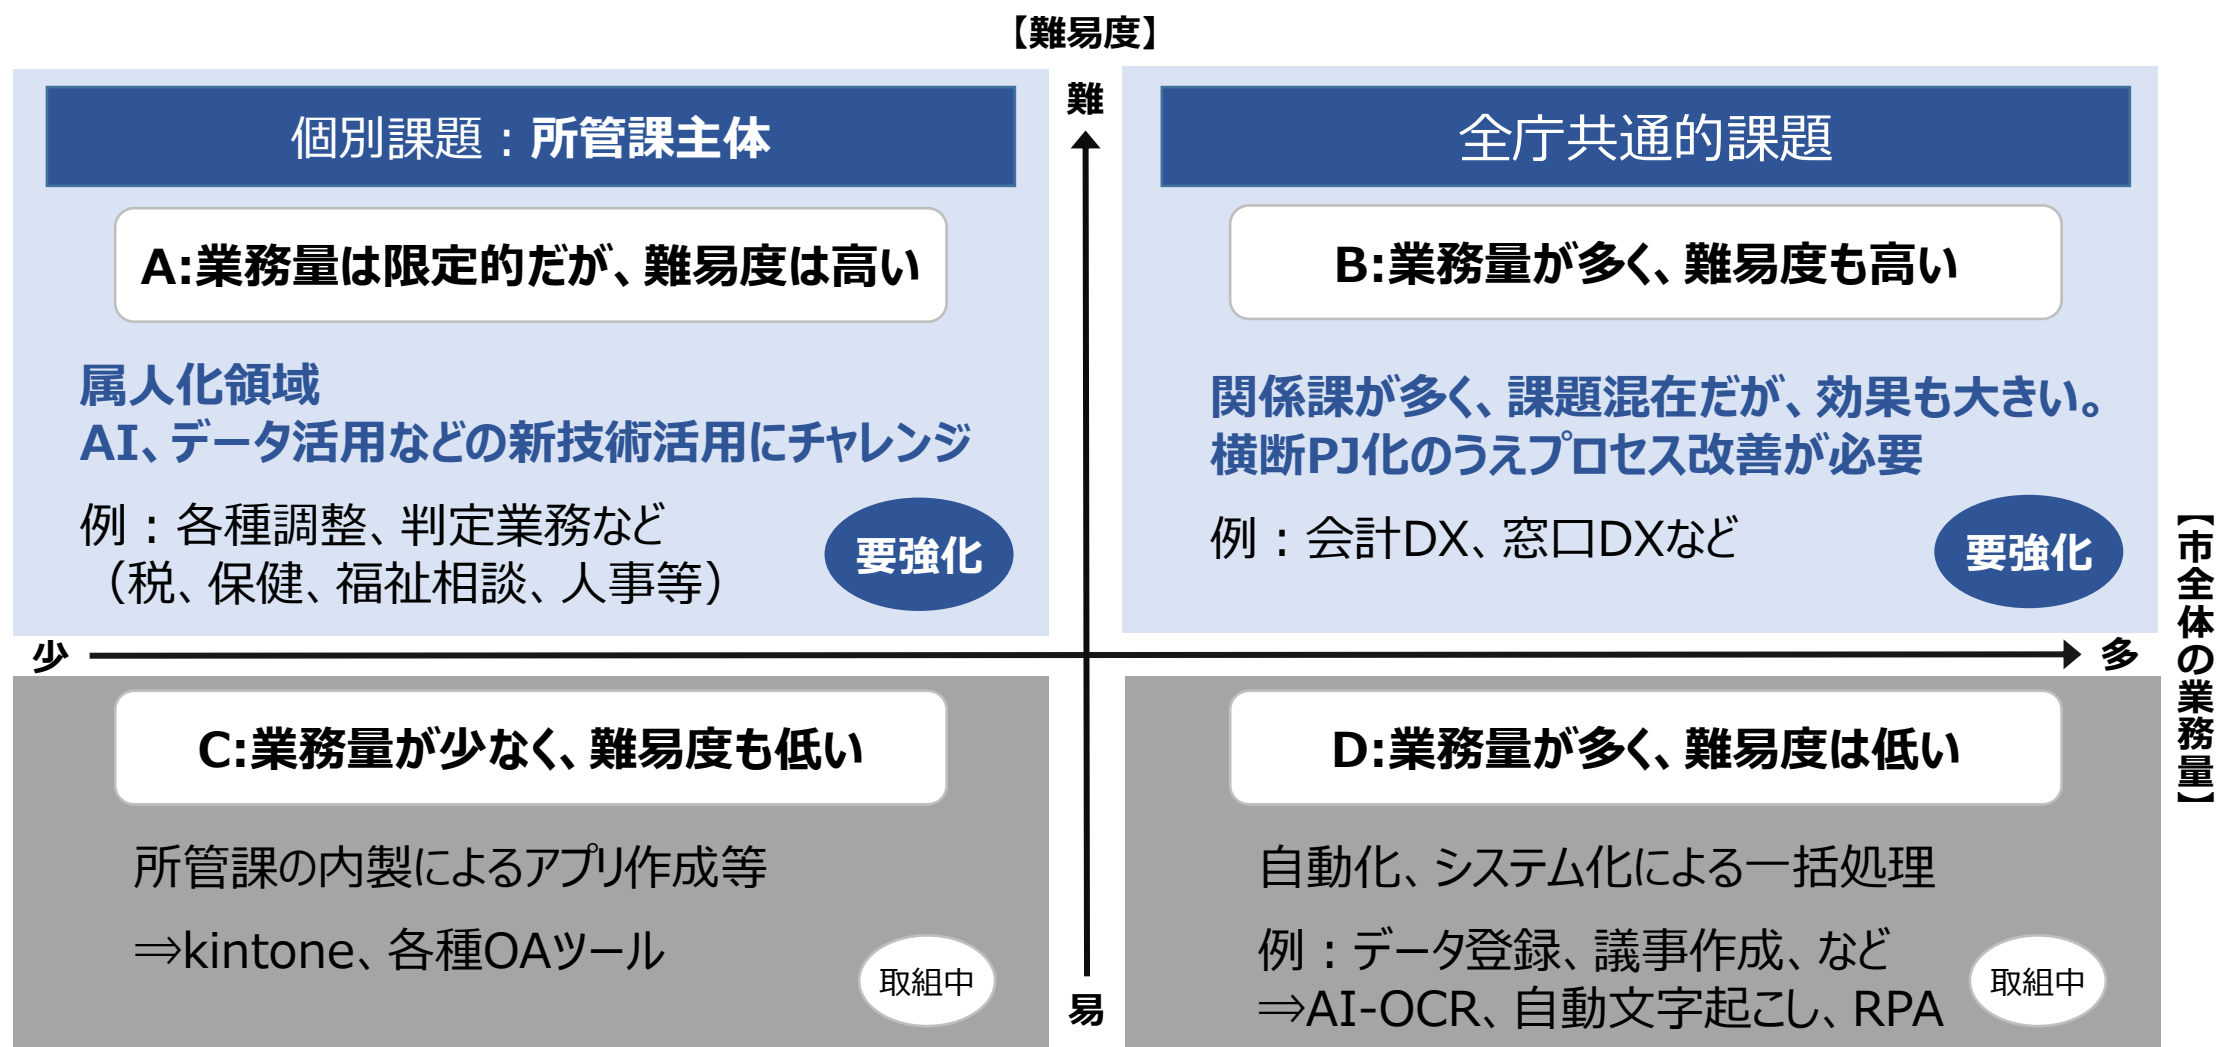 【難易度】
難
個別課題：所管課主体
A:業務量は限定的だが、難易度は高い
属人化領域
AI、データ活用などの新技術活用にチャレンジ
例：各種調整、判定業務など
（税、保健、福祉相談、人事等）
要強化
全庁共通的課題
B:業務量が多く、難易度も高い
関係課が多く、課題混在だが、効果も大きい。
横断PJ化のうえプロセス改善が必要
例：会計DX、窓口DXなど
要強化
少
多
【市全体の業務量】
C:業務量が少なく、難易度も低い
所管課の内製によるアプリ作成等
⇒kintone、各種OAツール
取組中
D:業務量が多く、難易度は低い
自動化、システム化による一括処理
例：データ登録、議事作成、など
⇒AI-OCR、自動文字起こし、RPA
取組中
易